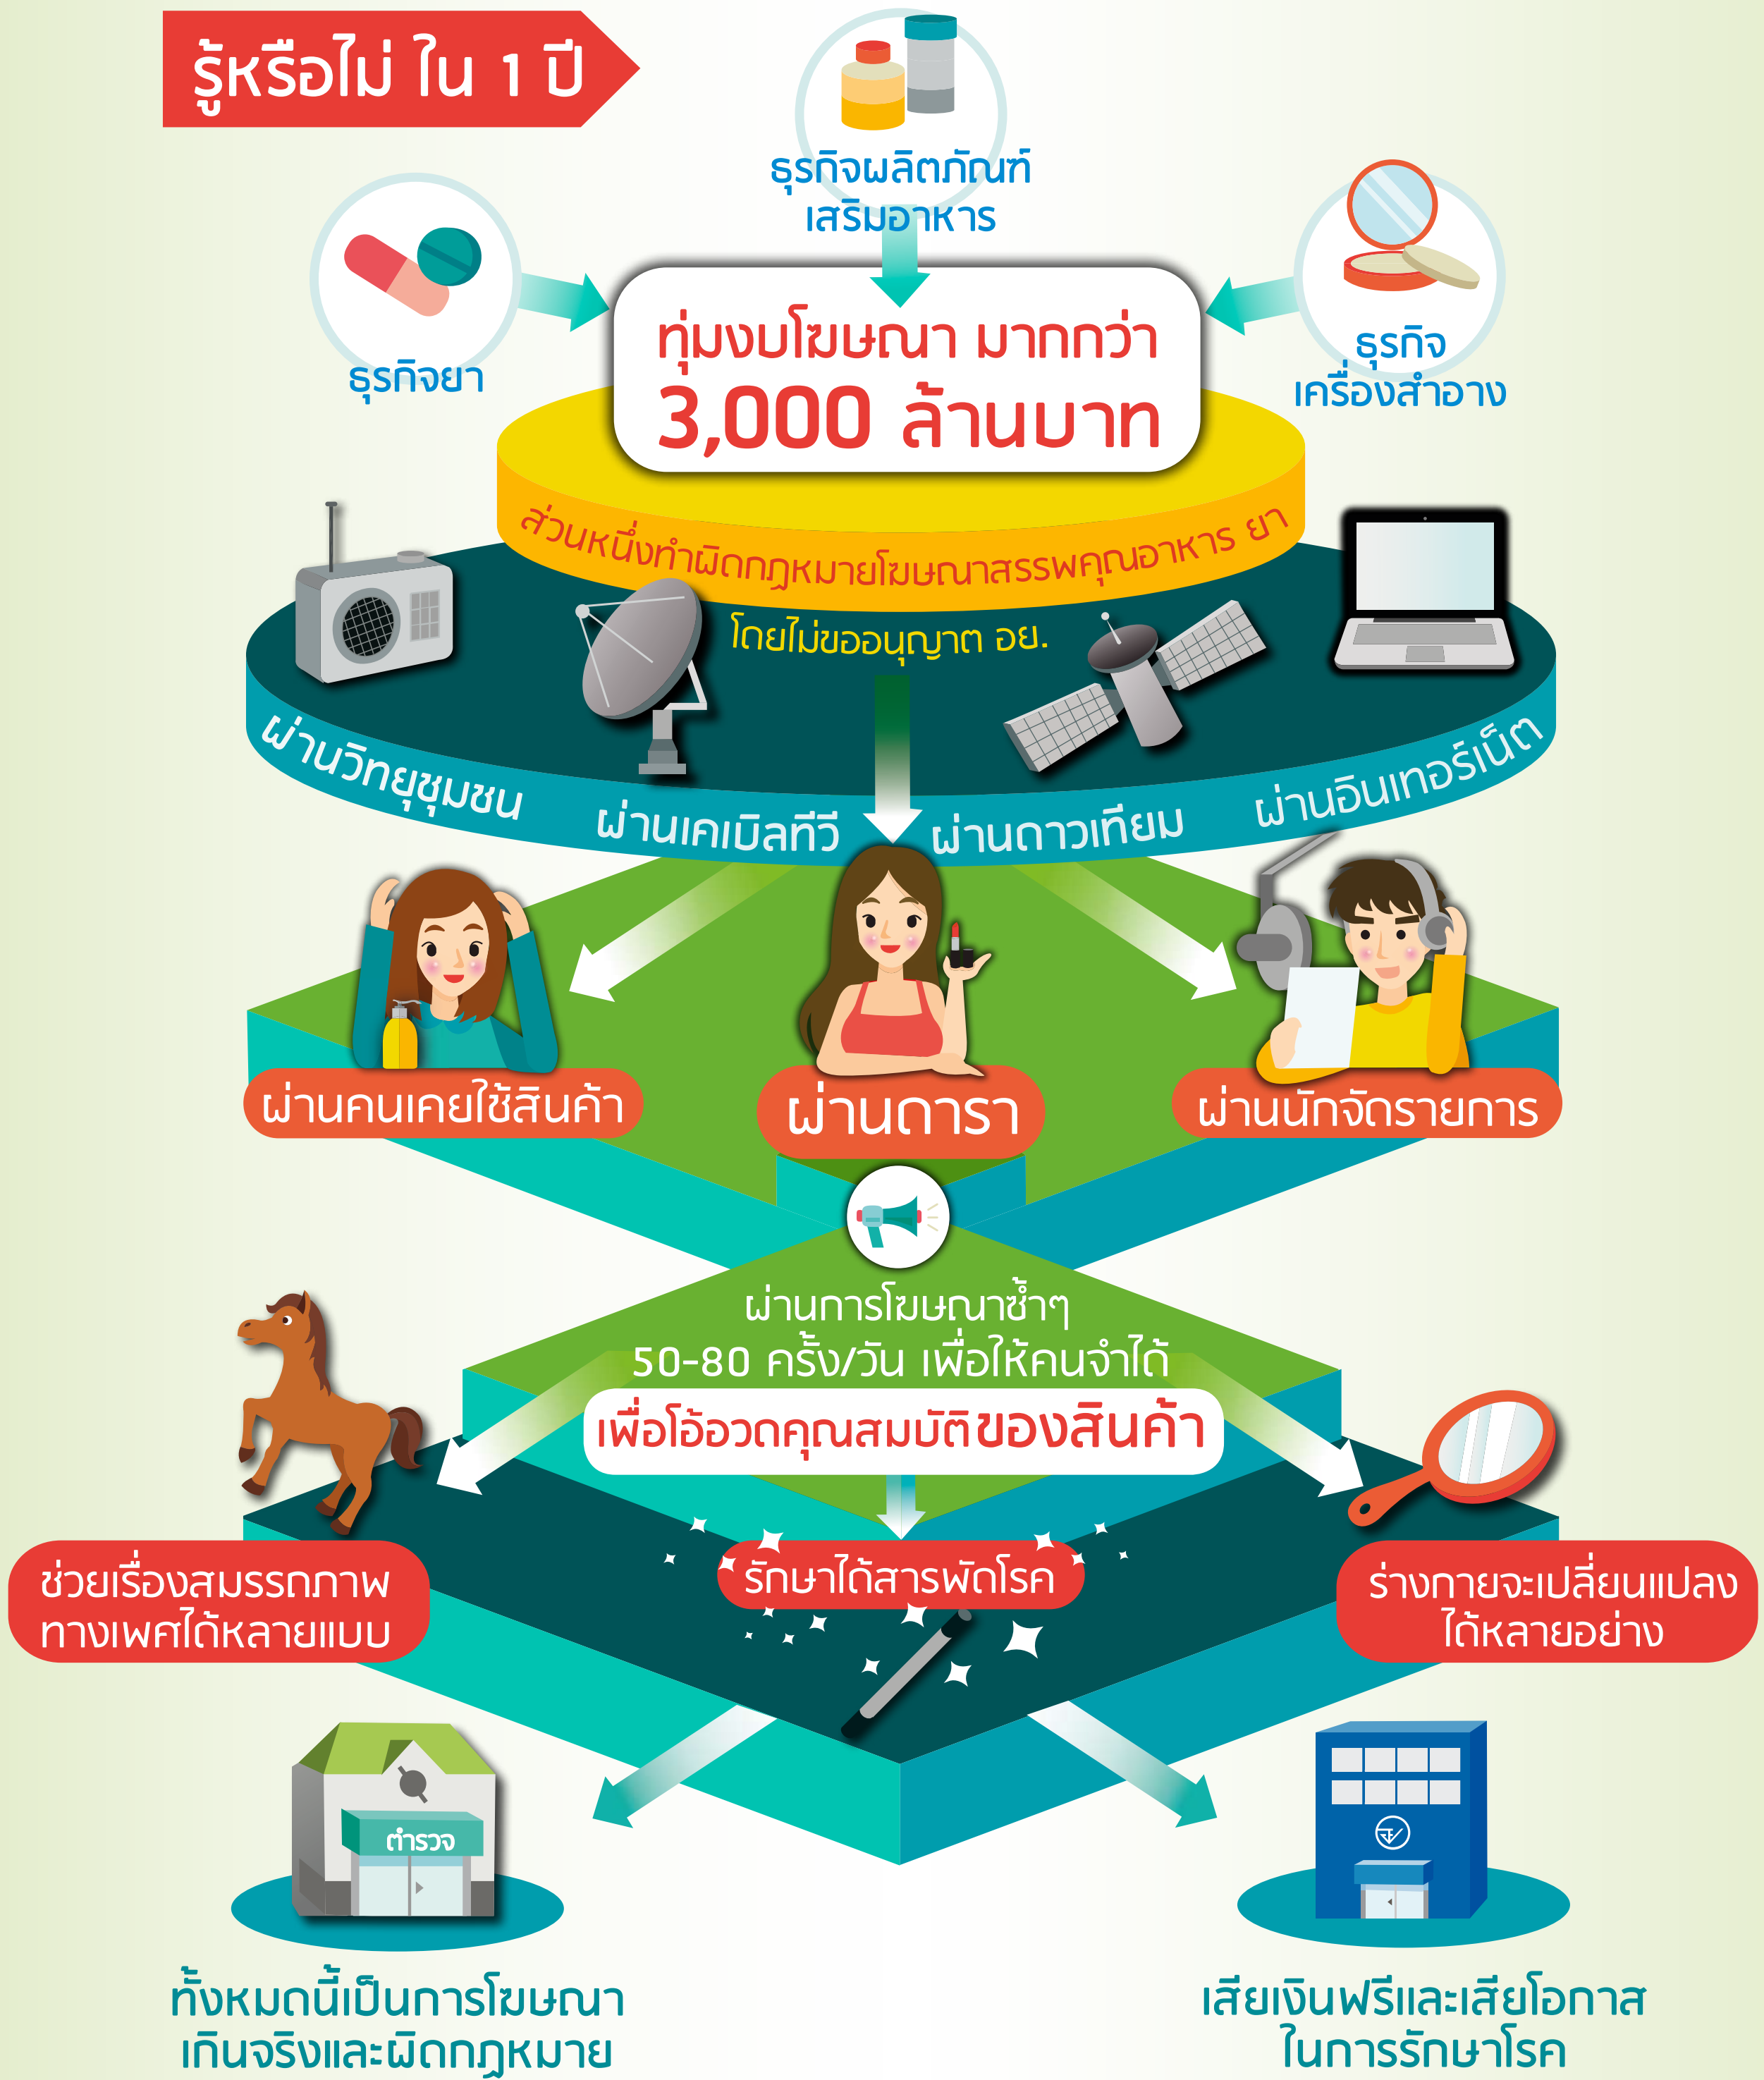 รู้หรือไม่ ใน 1 ปี
ธุรกิจผลิตภัณฑ์
เสริมอาหาร
ธุรกิจยา
ธุรกิจ
เครื่องสำอาง
ทุ่มงบโฆษณา มากกว่า
3,000 ล้านบาท
ส่วนหนึ่งทำผิดกฎหมายโฆษณาสรรพคุณอาหาร ยา
โดยไม่ขออนุญาต อย.
ผ่านวิทยุชุมชน
ผ่านเคเบิลทีวี
ผ่านดาวเทียม
ผ่านอินเทอร์เน็ต
ผ่านคนเคยใช้สินค้า
ผ่านดารา
ผ่านนักจัดรายการ
ผ่านการโฆษณาซ้ำๆ
50-80 ครั้ง/วัน เพื่อให้คนจำได้
เพื่อโอ้อวดคุณสมบัติของสินค้า
ช่วยเรื่องสมรรถภาพ
ทางเพศได้หลายแบบ
รักษาได้สารพัดโรค
ร่างกายจะเปลี่ยนแปลง
ได้หลายอย่าง
ตำรวจ
ทั้งหมดนี้เป็นการโฆษณา
เกินจริงและผิดกฎหมาย
เสียเงินฟรีและเสียโอกาส
ในการรักษาโรค